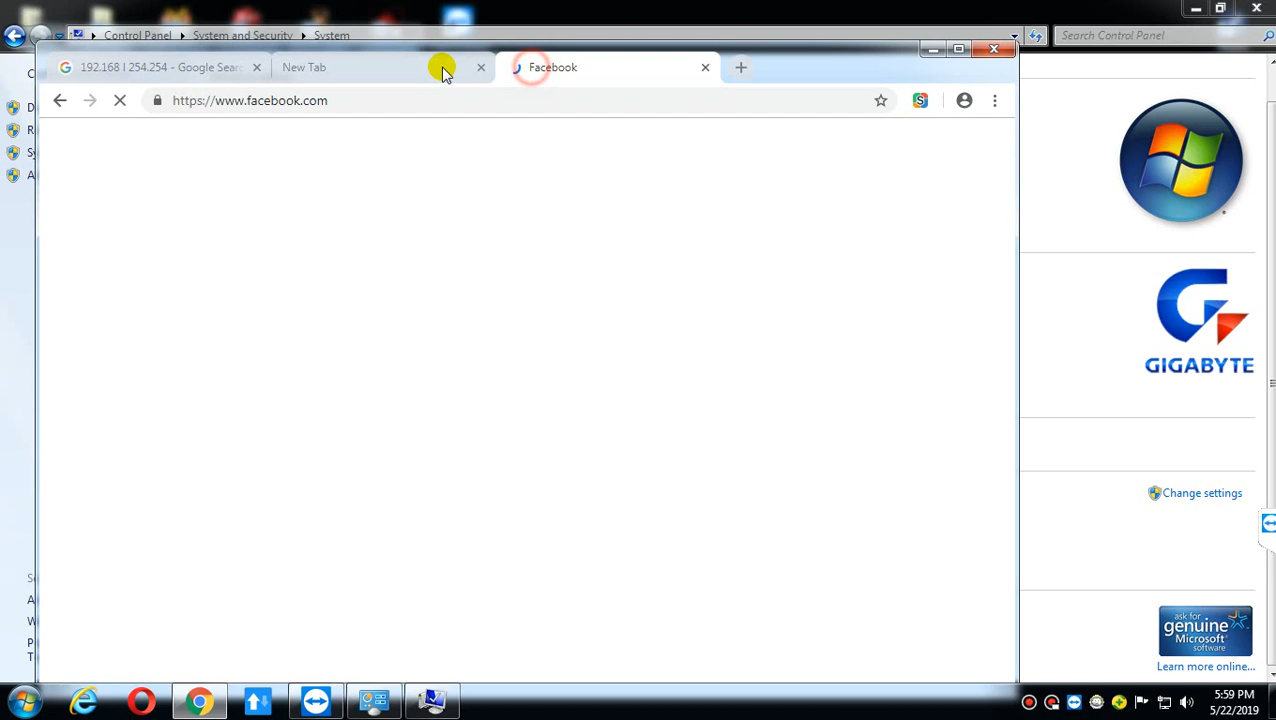 Control Panel ▸ System and Security ▸ System
Search Control Panel
192.168 l 254.254 - Google Sear
New Tab
Facebook
https://www.facebook.com
GIGABYTE
Change settings
ask for
genuine
Microsoft
software
Learn more online...
5:59 PM
5/22/2019